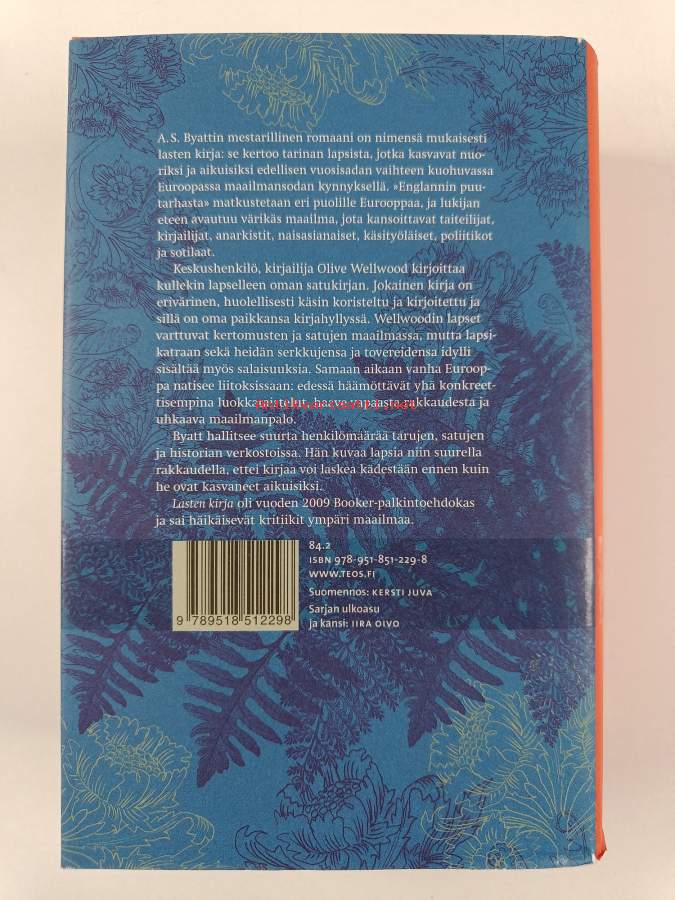 A. S. Byattin mestarillinen romaani on nimensä mukaisesti
lasten kirja: se kertoo tarinan lapsista, jotka kasvavat nuo-
riksi ja aikuisiksi edellisen vuosisadan vaihteen kuohuvassa
Euroopassa maailmansodan kynnyksellä. »Englannin puu-
tarhasta» matkustetaan eri puolille Eurooppaa, ja lukijan
eteen avautuu värikäs maailma, jota kansoittavat taiteilijat,
kirjailijat, anarkistit, naisasianaiset, käsityöläiset, poliitikot
ja sotilaat.
Keskushenkilö, kirjailija Olive Wellwood kirjoittaa
kullekin lapselleen oman satukirjan. Jokainen kirja on
erivärinen, huolellisesti käsin koristeltu ja kirjoitettu ja
sillä on oma paikkansa kirjahyllyssä. Wellwoodin lapset
varttuvat kertomusten ja satujen maailmassa, mutta lapsi-
katraan sekä heidän serkkujensa ja tovereidensa idylli
sisältää myös salaisuuksia. Samaan aikaan vanha Euroop-
pa natisee liitoksissaan: edessä häämöttävät yhä konkreet-
tisempina luokkataistelu, haave vapaasta rakkaudesta ja
uhkaava maailmanpalo.
Byatt hallitsee suurta henkilömäärää tarujen, satujen
ja historian verkostoissa. Hän kuvaa lapsia niin suurella
rakkaudella, ettei kirjaa voi laskea kädestään ennen kuin
he ovat kasvaneet aikuisiksi.
Lasten kirja oli vuoden 2009 Booker-palkintoehdokas
ja sai häikäisevät kritiikit ympäri maailmaa.
84.2
ISBN 978-951-851-229-8
WWW.TEOS.FI
Suomennos: KERSTI JUVA
Sarjan ulkoasu
ja kansi: IIRA OIVO
9 789518 512298